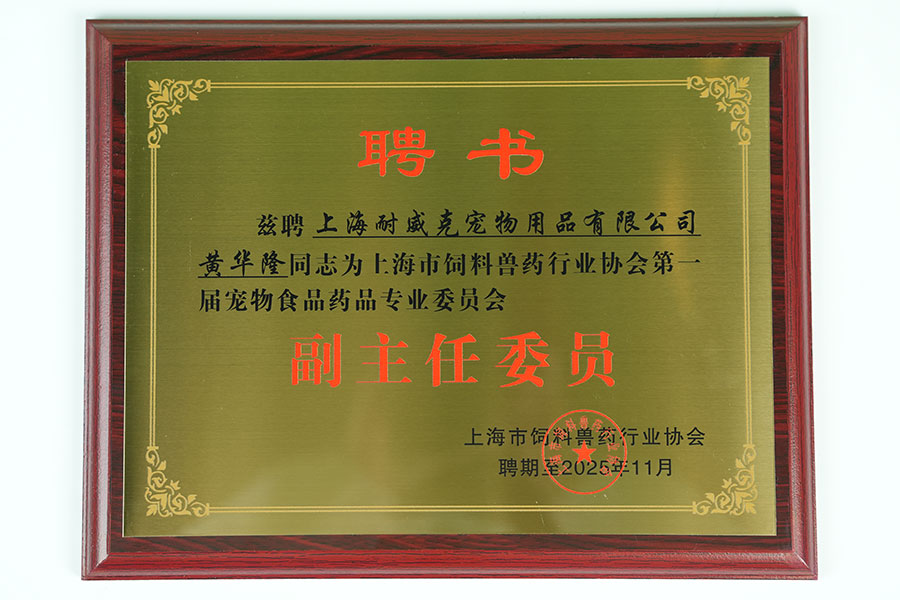 聘书
兹聘上海耐威克宠物用品有限公司
黄华隆同志为上海市饲料兽药行业协会第一
届宠物食品药品专业委员会
副主任委员
上海市饲料兽药行业协会
聘期至2025年11月